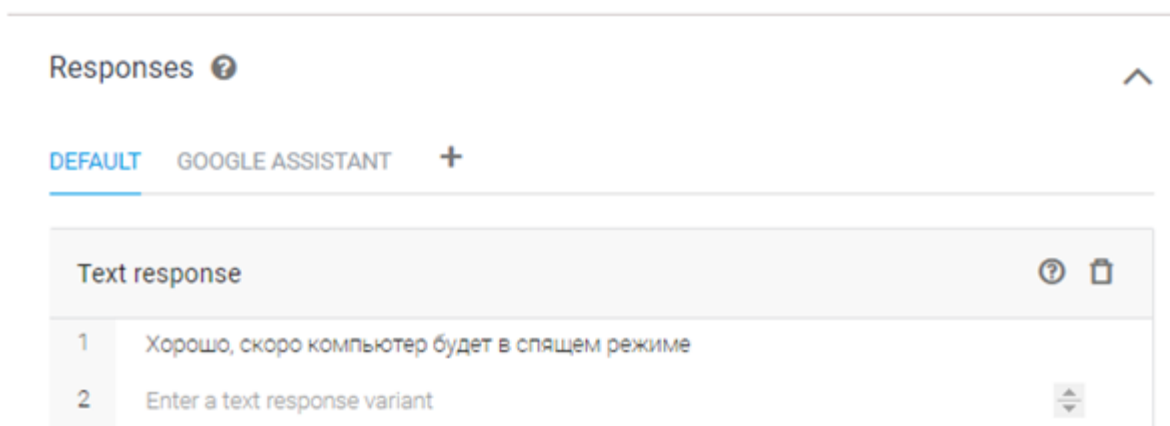 Responses
DEFAULT GOOGLE ASSISTANT +
Text response
1 Хорошо, скоро компьютер будет в спящем режиме
2 Enter a text response variant